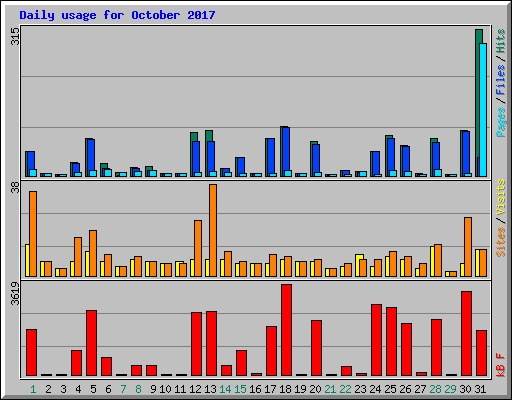 Daily usage for October 2017
315
Pages / Files / Hits
38
Sites / Visits
3619
kB F
1 2 3 4 5 6 7 8 9 10 11 12 13 14 15 16 17 18 19 20 21 22 23 24 25 26 27 28 29 30 31